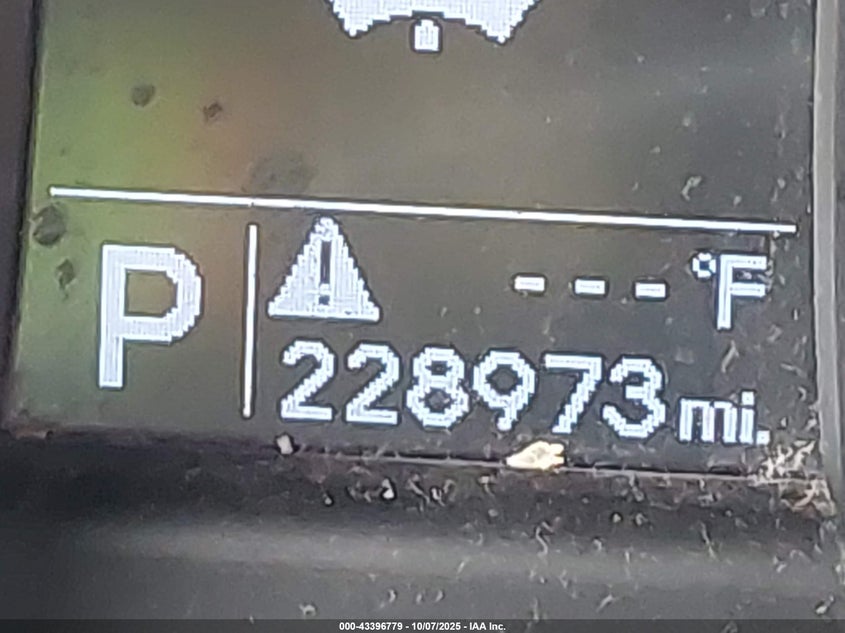 P
! --- °F
228973 mi.
000-43396779 - 10/07/2025 - IAA Inc.